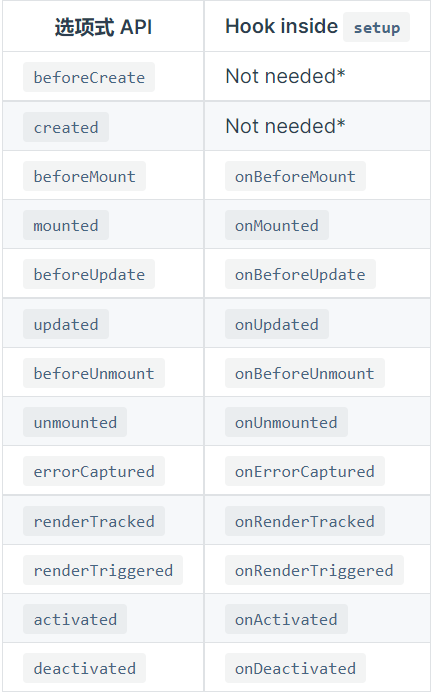 选项式 API Hook inside setup
beforeCreate Not needed*
created Not needed*
beforeMount onBeforeMount
mounted onMounted
beforeUpdate onBeforeUpdate
updated onUpdated
beforeUnmount onBeforeUnmount
unmounted onUnmounted
errorCaptured onErrorCaptured
renderTracked onRenderTracked
renderTriggered onRenderTriggered
activated onActivated
deactivated onDeactivated